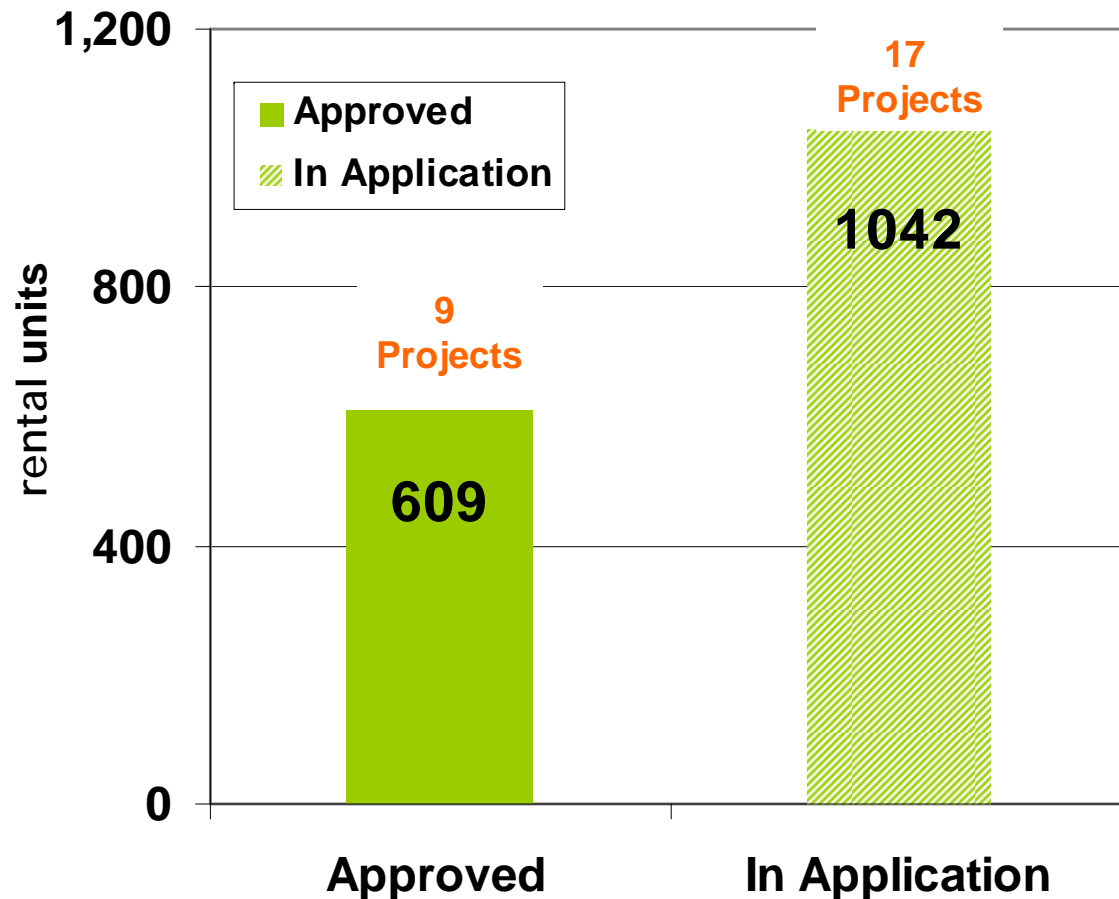 1,200
17
Projects
Approved
In Application
1042
800
9
Projects
rental units
609
400
0
Approved
In Application